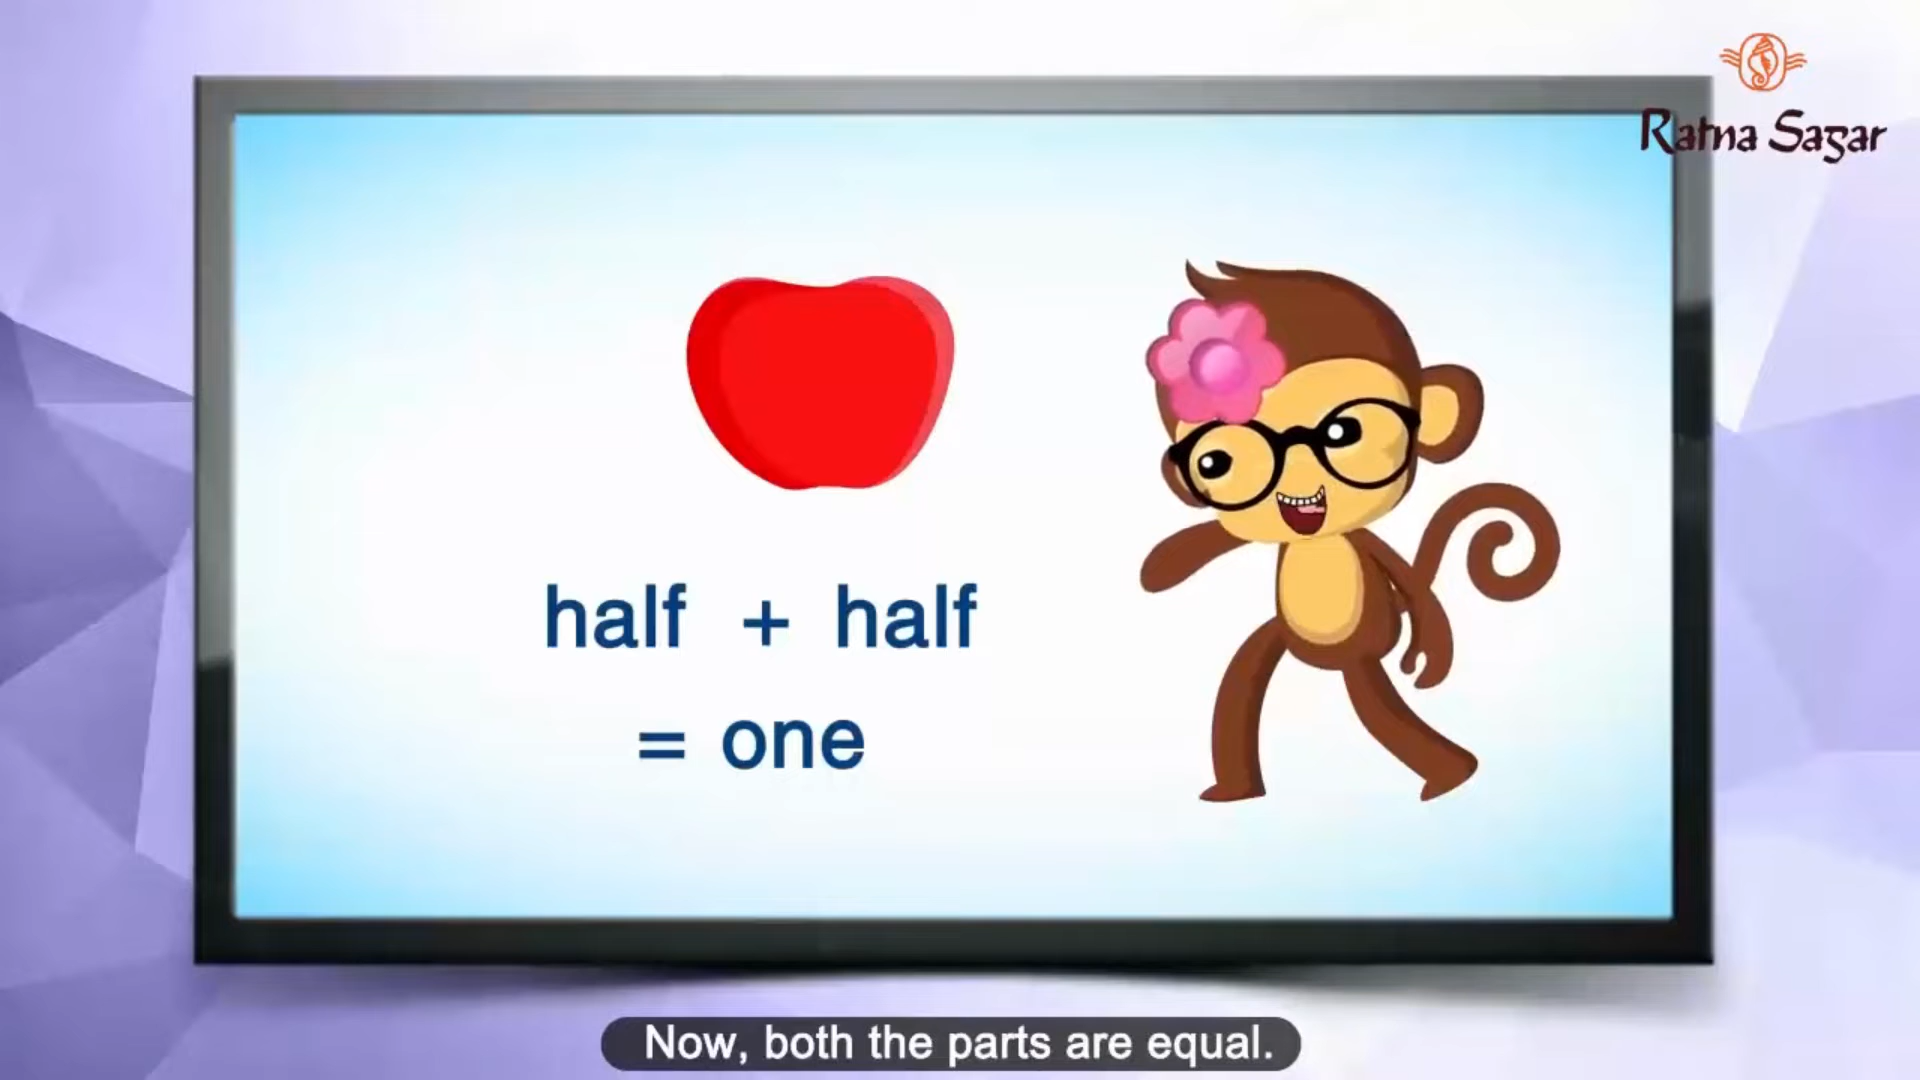 Ratna Sagar
half + half
= one
Now, both the parts are equal.